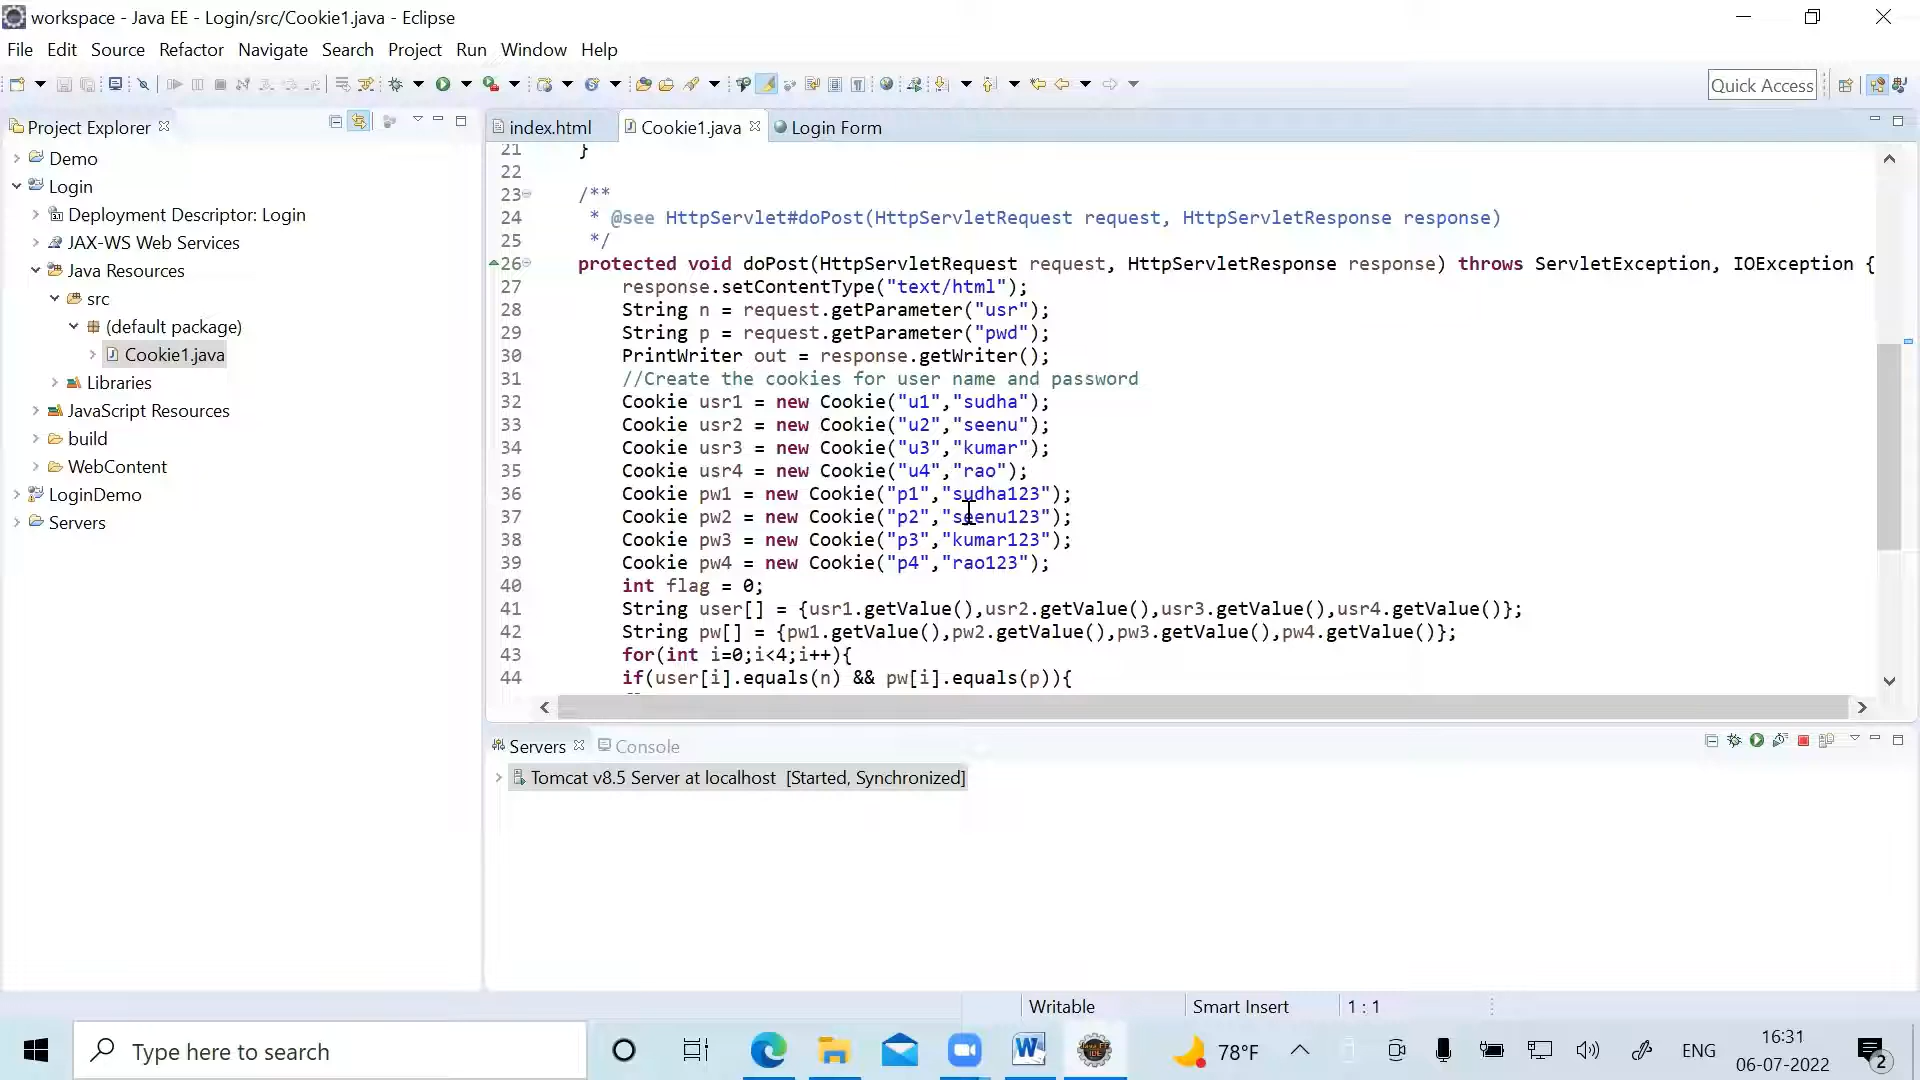 workspace - Java EE - Login/src/Cookie1.java - Eclipse
File Edit Source Refactor Navigate Search Project Run Window Help
Quick Access
Project Explorer
Demo
Login
Deployment Descriptor: Login
JAX-WS Web Services
Java Resources
src
(default package)
Cookie1.java
Libraries
JavaScript Resources
build
WebContent
LoginDemo
Servers
index.html Cookie1.java Login Form
21 }
22
23 /**
24 * @see HttpServlet#doPost(HttpServletRequest request, HttpServletResponse response)
25 */
26 protected void doPost(HttpServletRequest request, HttpServletResponse response) throws ServletException, IOException {
27 response.setContentType("text/html");
28 String n = request.getParameter("usr");
29 String p = request.getParameter("pwd");
30 PrintWriter out = response.getWriter();
31 //Create the cookies for user name and password
32 Cookie usr1 = new Cookie("u1","sudha");
33 Cookie usr2 = new Cookie("u2","seenu");
34 Cookie usr3 = new Cookie("u3","kumar");
35 Cookie usr4 = new Cookie("u4","rao");
36 Cookie pw1 = new Cookie("p1","sudha123");
37 Cookie pw2 = new Cookie("p2","seenu123");
38 Cookie pw3 = new Cookie("p3","kumar123");
39 Cookie pw4 = new Cookie("p4","rao123");
40 int flag = 0;
41 String user[] = {usr1.getValue(),usr2.getValue(),usr3.getValue(),usr4.getValue()};
42 String pw[] = {pw1.getValue(),pw2.getValue(),pw3.getValue(),pw4.getValue()};
43 for(int i=0;i<4;i++){
44 if(user[i].equals(n) && pw[i].equals(p)){
Servers Console
Tomcat v8.5 Server at localhost [Started, Synchronized]
Writable Smart Insert 1 : 1
Type here to search
78°F
ENG
16:31
06-07-2022
2